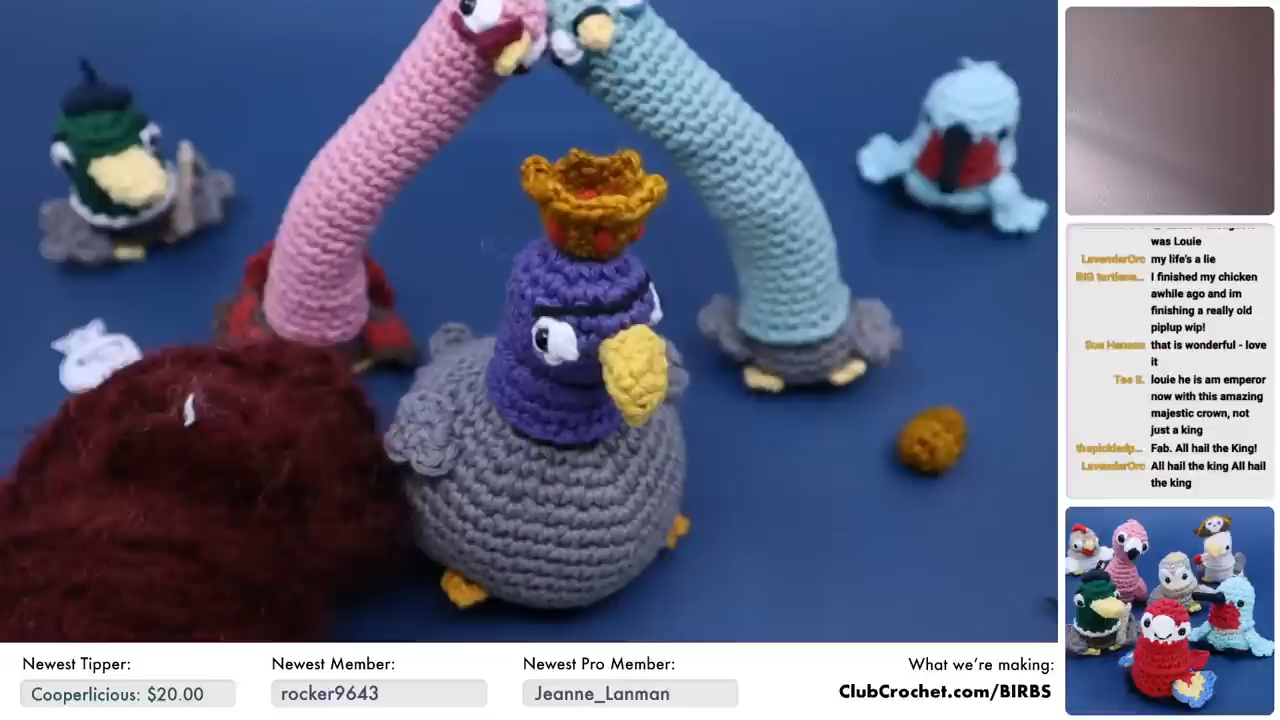 was Louie
LavenderOrc my life's a lie
I finished my chicken
awhile ago and im
finishing a really old
piplup wip!
Sue Hansen that is wonderful - love
it
Tee S. louie he is am emperor
now with this amazing
majestic crown, not
just a king
Fab. All hail the King!
LavenderOrc All hail the king All hail
the king
Newest Tipper:
Cooperlicious: $20.00
Newest Member:
rocker9643
Newest Pro Member:
Jeanne_Lanman
What we're making:
ClubCrochet.com/BIRBS